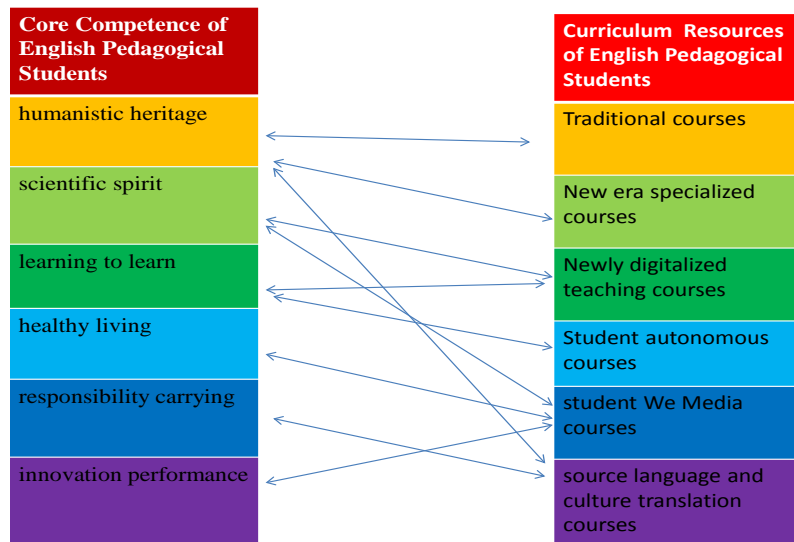 Core Competence of
English Pedagogical
Students
humanistic heritage
scientific spirit
learning to learn
healthy living
responsibility carrying
innovation performance
Curriculum Resources
of English Pedagogical
Students
Traditional courses
New era specialized
courses
Newly digitalized
teaching courses
Student autonomous
courses
student We Media
courses
source language and
culture translation
courses